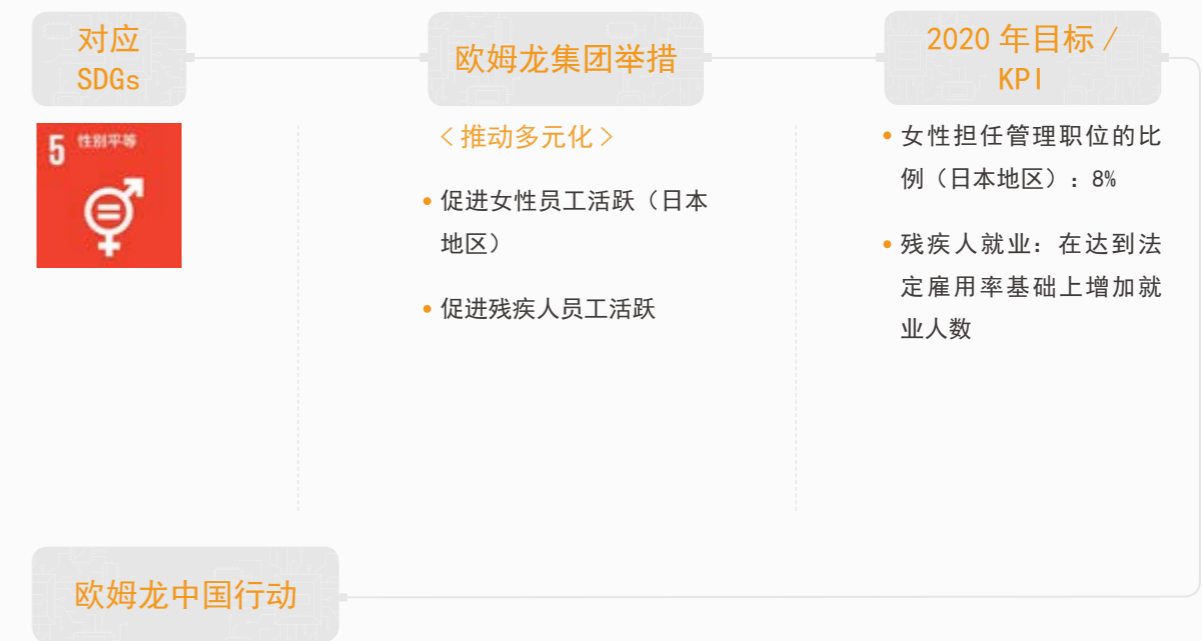 对应
SDGs
欧姆龙集团举措
2020 年目标 /
KPI
5 性别平等
<推动多元化>
• 促进女性员工活跃（日本
地区）
• 促进残疾人员工活跃
• 女性担任管理职位的比
例（日本地区）: 8%
• 残疾人就业: 在达到法
定雇用率基础上增加就
业人数
欧姆龙中国行动